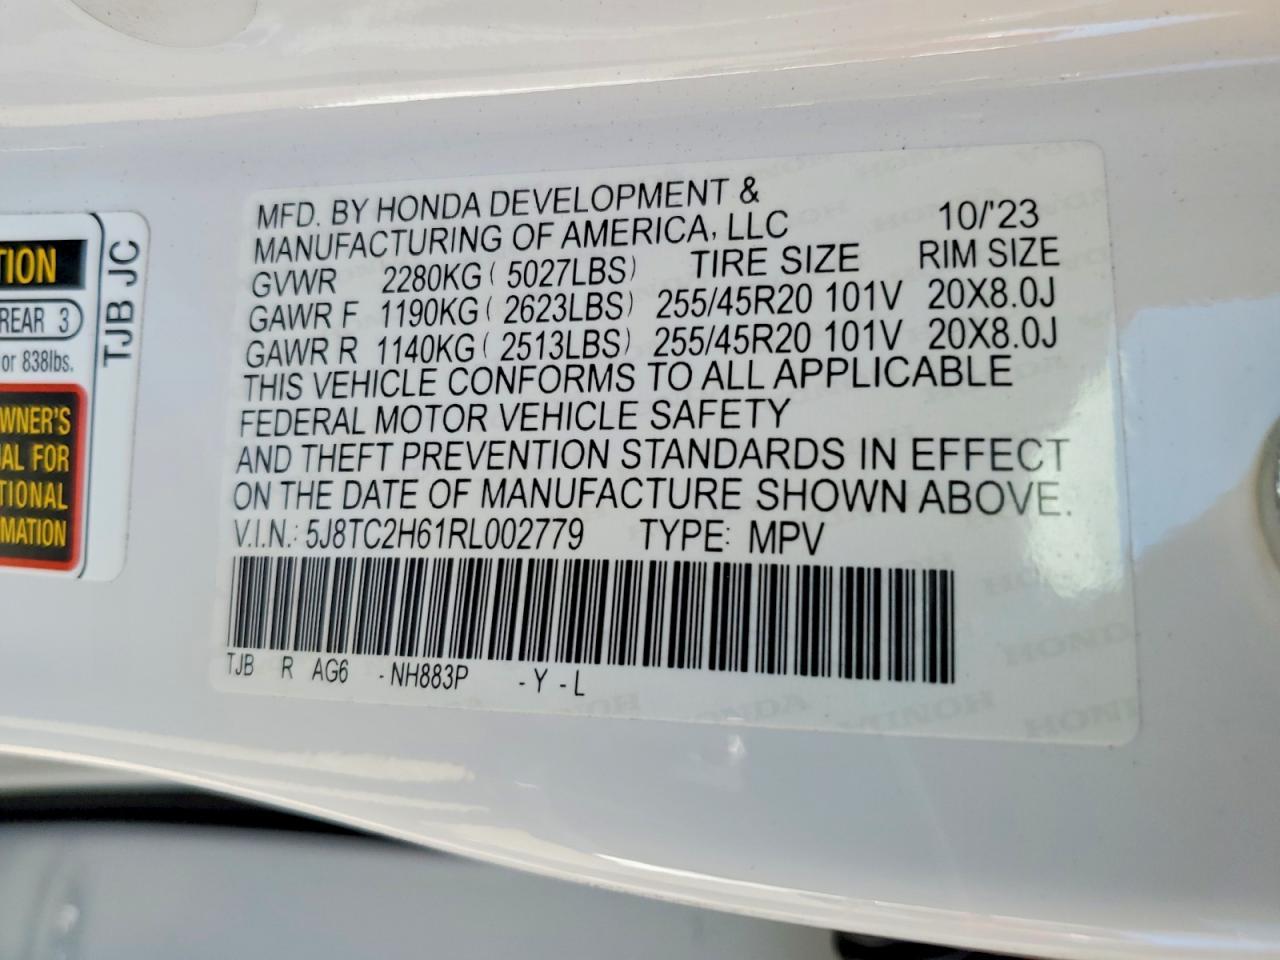 TION
REAR 3
or 838lbs.
WNER'S
AL FOR
TIONAL
MATION
TJB JC
MFD. BY HONDA DEVELOPMENT &
MANUFACTURING OF AMERICA, LLC 10/'23
GVWR 2280KG ( 5027LBS) TIRE SIZE RIM SIZE
GAWR F 1190KG ( 2623LBS) 255/45R20 101V 20X8.0J
GAWR R 1140KG ( 2513LBS) 255/45R20 101V 20X8.0J
THIS VEHICLE CONFORMS TO ALL APPLICABLE
FEDERAL MOTOR VEHICLE SAFETY
AND THEFT PREVENTION STANDARDS IN EFFECT
ON THE DATE OF MANUFACTURE SHOWN ABOVE.
V.I.N.: 5J8TC2H61RL002779 TYPE: MPV
TJB R AG6 - NH883P - Y - L